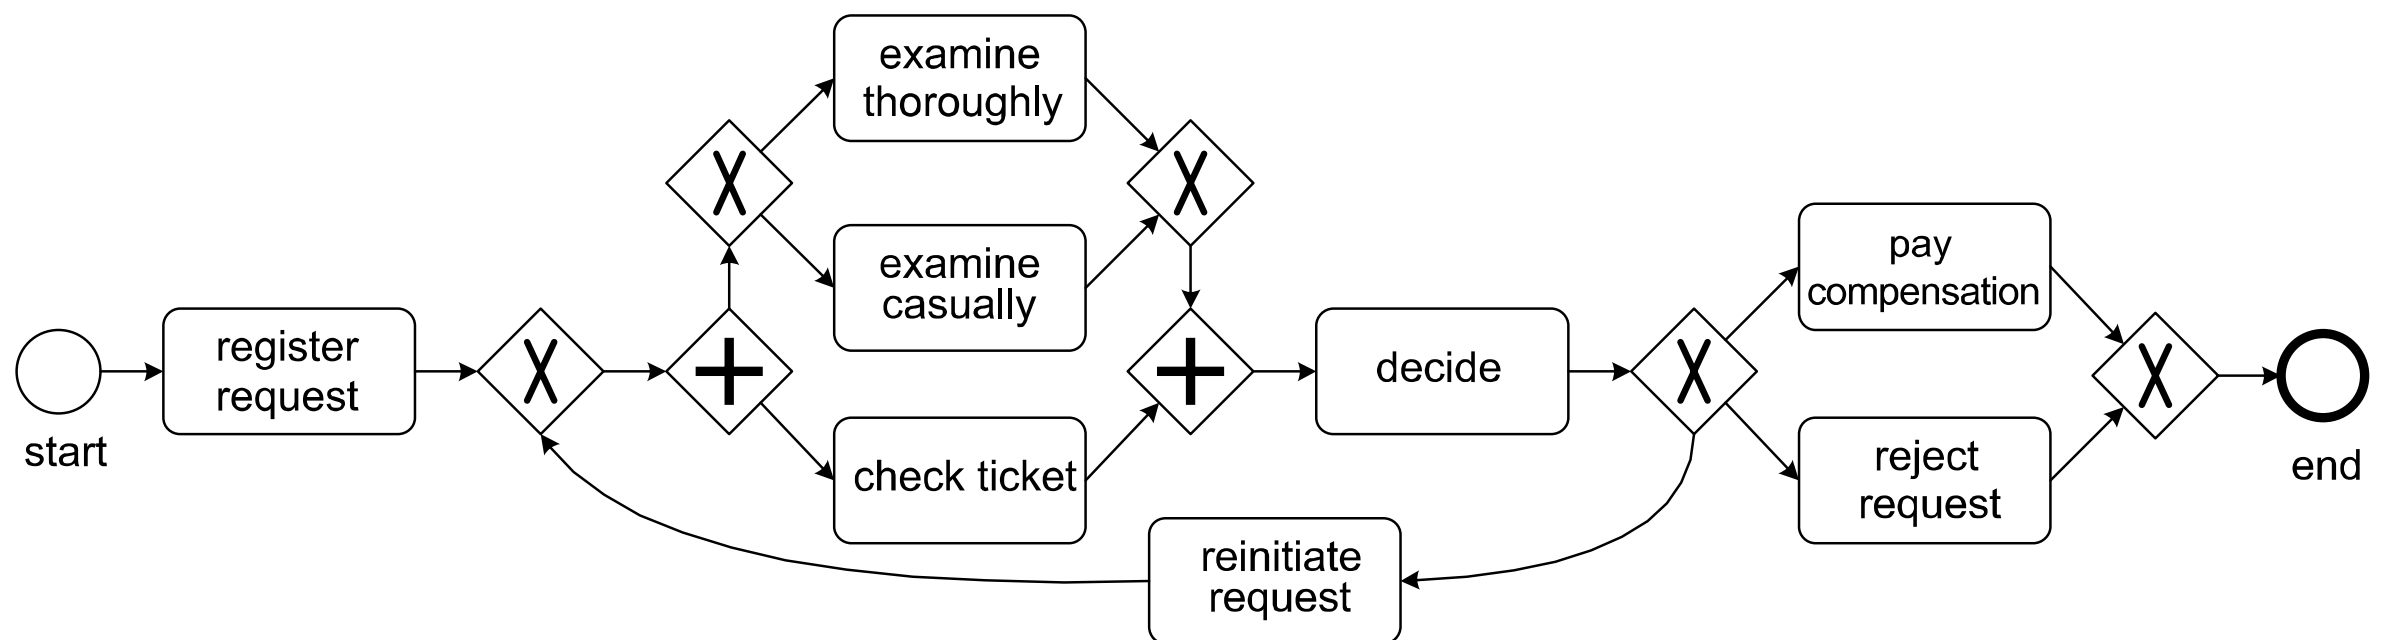 start
register
request
examine
thoroughly
examine
casually
check ticket
decide
reinitiate
request
pay
compensation
reject
request
end